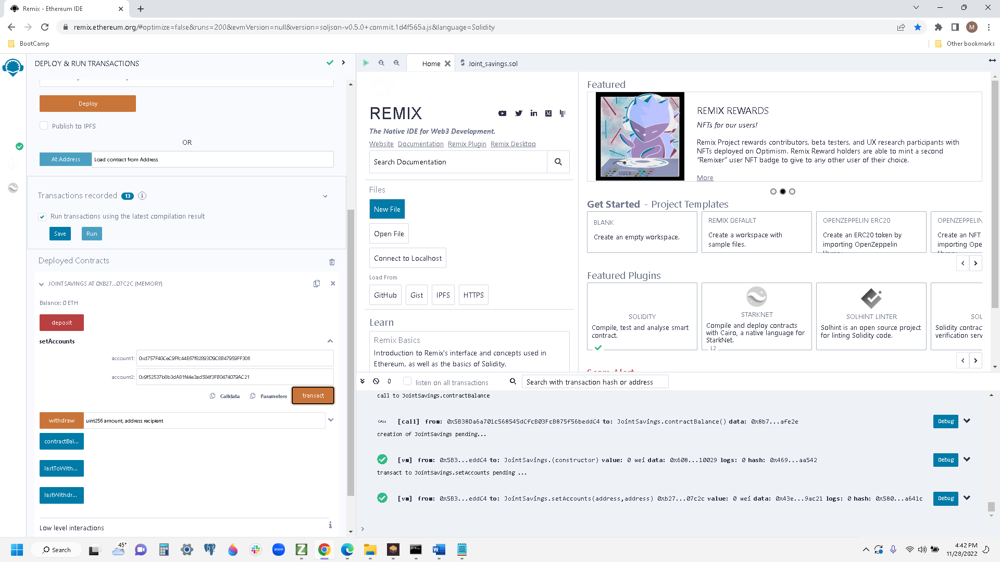 Remix - Ethereum IDE
remix.ethereum.org/#optimize=false&runs=200&evmVersion=null&version=soljson-v0.5.0+commit.1d4f565a.js&language=Solidity
M
BootCamp
Other bookmarks
DEPLOY & RUN TRANSACTIONS
Deploy
Publish to IPFS
OR
At Address
Load contract from Address
Transactions recorded 13 i
Run transactions using the latest compilation result
Save
Run
Deployed Contracts
JOINTSAVINGS AT 0XB27...07C2C (MEMORY)
Balance: 0 ETH
deposit
setAccounts
account1: 0xd757F40CeC9Ffc44E67f82893D9C8B47959FF306
account2: 0x9f52537b8b3dA81f44e3ad584f3FB0474079AC21
Calldata
Parameters
transact
withdraw
uint256 amount, address recipient
contractBal...
lastToWith...
lastWithdr...
Low level interactions
Home
Joint_savings.sol
REMIX
The Native IDE for Web3 Development.
Website Documentation Remix Plugin Remix Desktop
Search Documentation
Files
New File
Open File
Connect to Localhost
Load From
GitHub
Gist
IPFS
HTTPS
Learn
Remix Basics
Introduction to Remix's interface and concepts used in
Ethereum, as well as the basics of Solidity.
Featured
USER
REMIX REWARDS
NFTs for our users!
Remix Project rewards contributors, beta testers, and UX research participants with
NFTs deployed on Optimism. Remix Reward holders are able to mint a second
"Remixer" user NFT badge to give to any other user of their choice.
More
Get Started - Project Templates
BLANK
Create an empty workspace.
REMIX DEFAULT
Create a workspace with
sample files.
OPENZEPPELIN ERC20
Create an ERC20 token by
importing OpenZeppelin
OPENZEPPELIN
Create an NFT
importing Ope
Featured Plugins
SOLIDITY
Compile, test and analyse smart
contract.
STARKNET
Compile and deploy contracts
with Cairo, a native language for
StarkNet.
L2
SOLHINT LINTER
Solhint is an open source project
for linting Solidity code.
SOU
Solidity contrac
verification serv
0
listen on all transactions
Search with transaction hash or address
call to JointSavings.contractBalance
CALL [call] from: 0x5B38Da6a701c568545dCfcB03FcB875f56beddC4 to: JointSavings.contractBalance() data: 0x8b7...afe2e
Debug
creation of JointSavings pending...
[vm] from: 0x5B3...eddC4 to: JointSavings.(constructor) value: 0 wei data: 0x608...10029 logs: 0 hash: 0x469...aa542
Debug
transact to JointSavings.setAccounts pending ...
[vm] from: 0x5B3...eddC4 to: JointSavings.setAccounts(address,address) 0xb27...07c2c value: 0 wei data: 0x43e...9ac21 logs: 0 hash: 0x580...a641c
Debug
>
Search
45°
zoom
Z
W
4:42 PM
11/28/2022